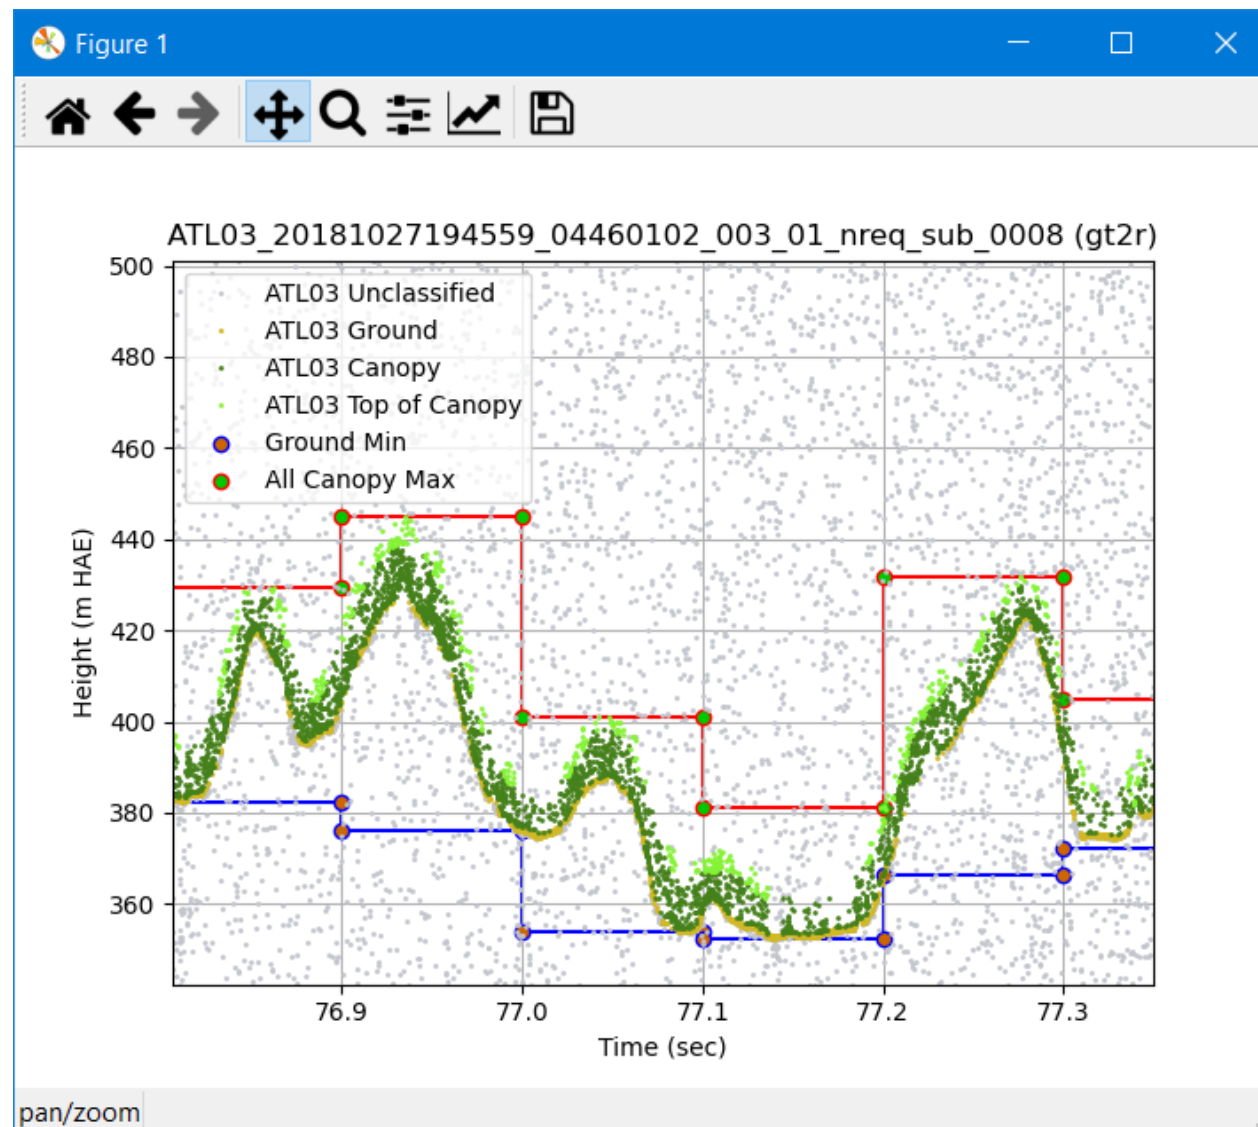 Figure 1
ATL03_20181027194559_04460102_003_01_nreq_sub_0008 (gt2r)
500
480
460
440
420
400
380
360
Height (m HAE)
ATL03 Unclassified
ATL03 Ground
ATL03 Canopy
ATL03 Top of Canopy
Ground Min
All Canopy Max
76.9
77.0
77.1
77.2
77.3
Time (sec)
pan/zoom